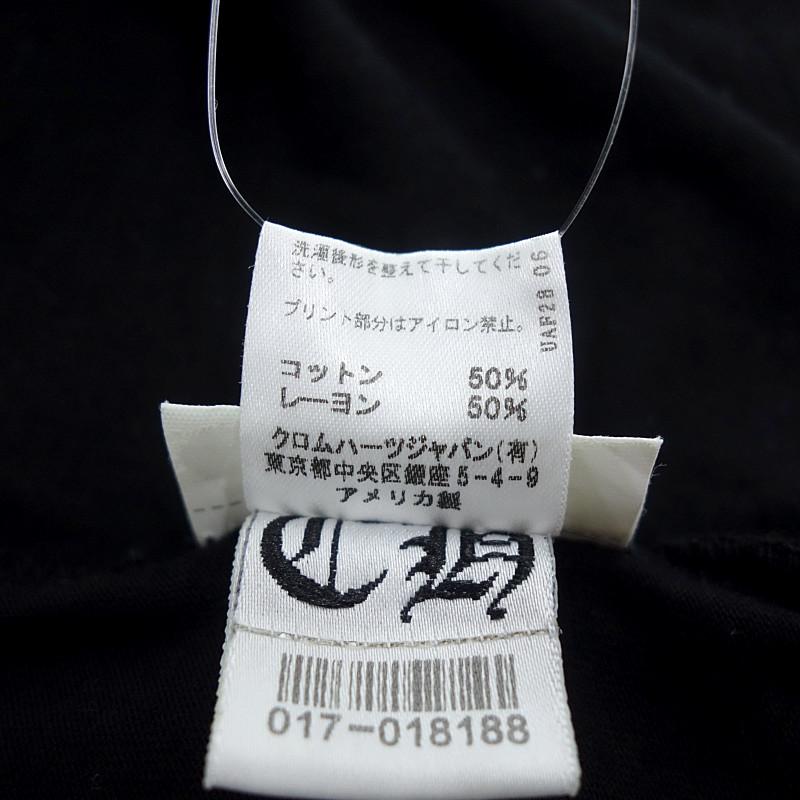 洗濯後形を整えて干してくだ
さい。
プリント部分はアイロン禁止。
UAR28 06
コットン 50%
レーヨン 50%
クロムハーツジャパン(有)
東京都中央区銀座5-4-9
アメリカ製
CH
017-018188